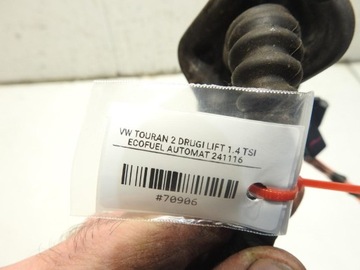 VW TOURAN 2 DRUGI LIFT 1.4 TSI
ECOFUEL AUTOMAT 241116
#70906